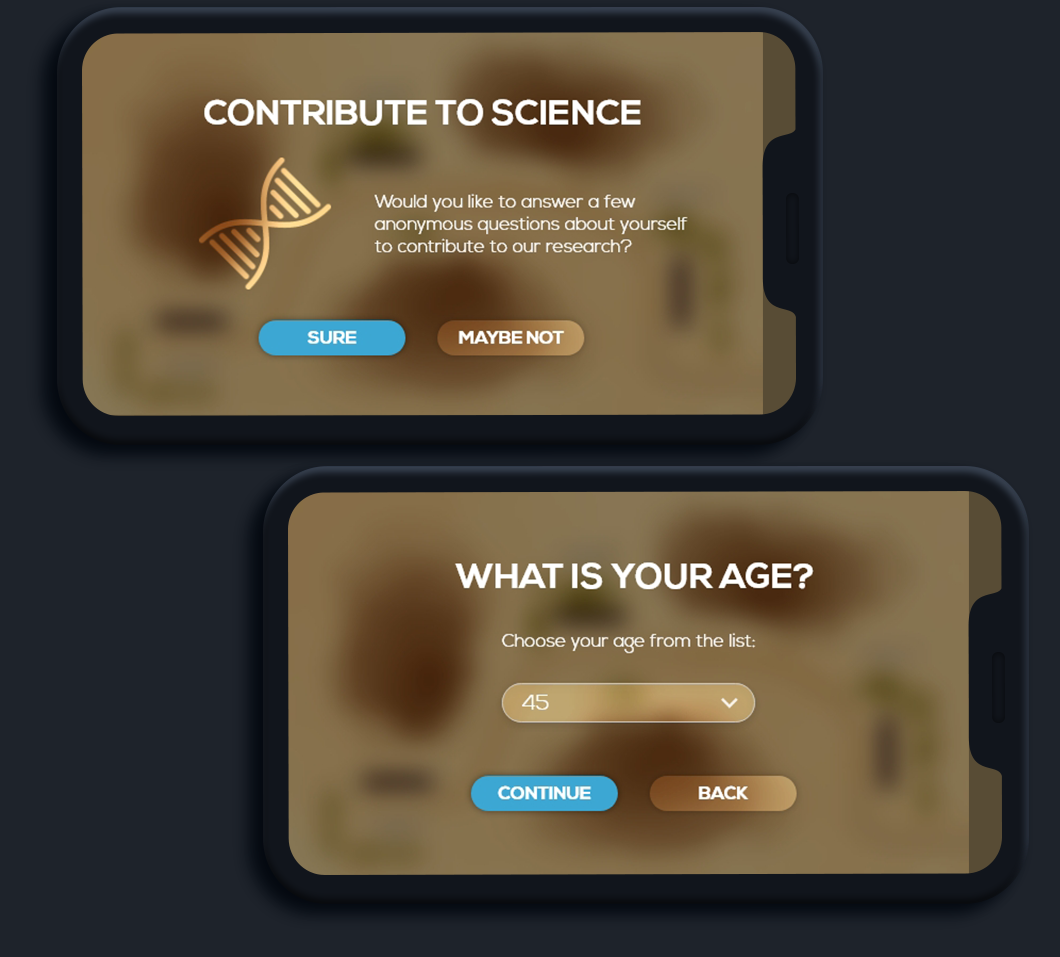 CONTRIBUTE TO SCIENCE
Would you like to answer a few
anonymous questions about yourself
to contribute to our research?
SURE
MAYBE NOT
WHAT IS YOUR AGE?
Choose your age from the list:
45
CONTINUE
BACK